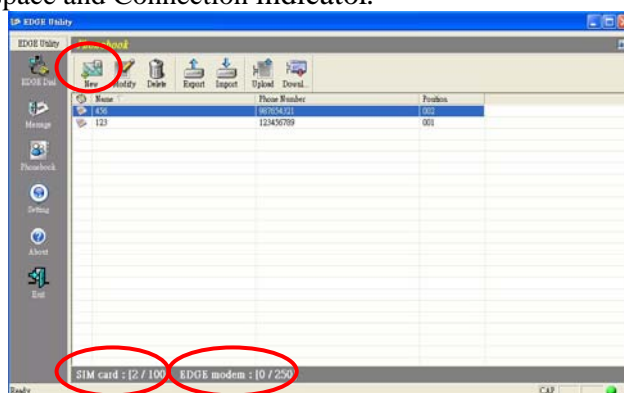 space and Connection Indicator.
EDGE Utility
EDGE Utility
Phonebook
EDGE Dial
New Modify Delete Export Import Upload Downl...
Name Phone Number Position
456 987654321 002
123 123456789 001
Message
Phonebook
Setting
About
Exit
SIM card : [2 / 100 EDGE modem : [0 / 250
Ready CAP